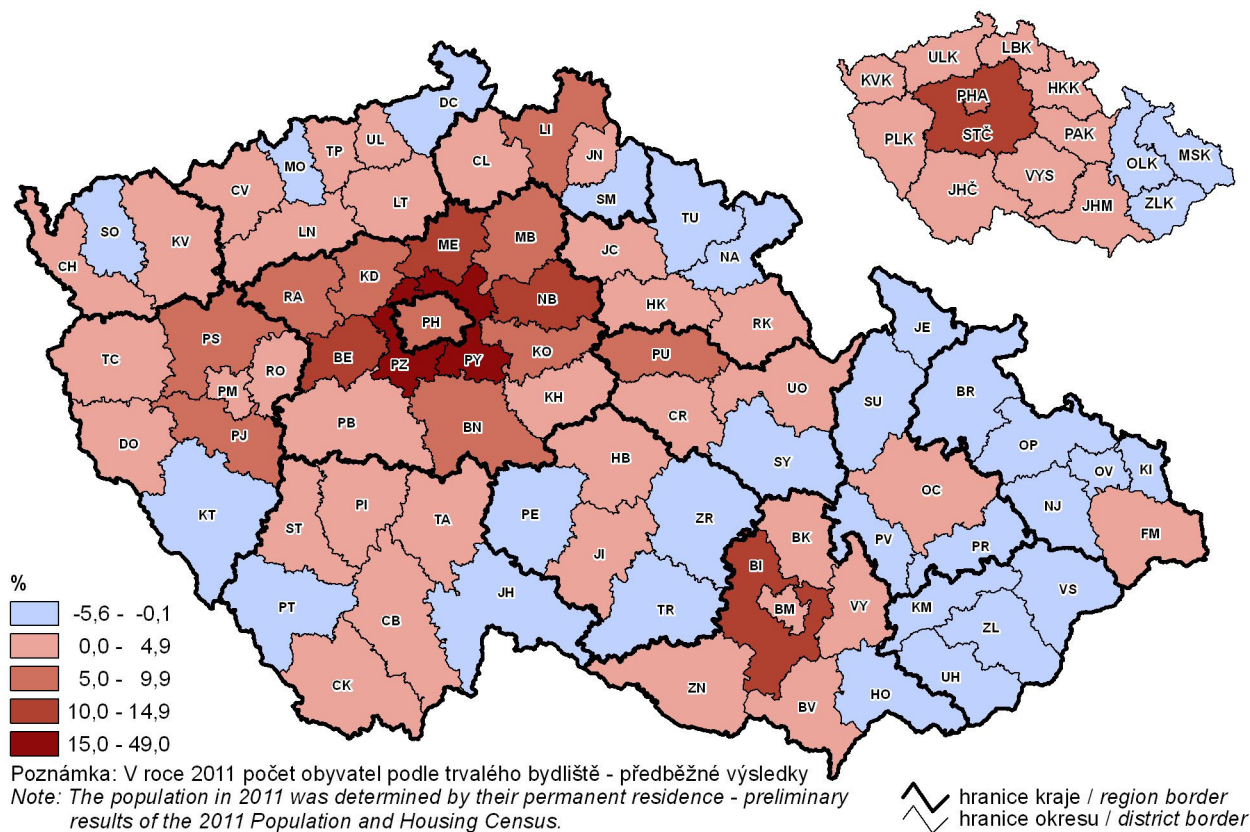 DC
LI
UL
JN
TP
CL
MO
CV
LT
SM
TU
SO
KV
LN
ME
MB
JC
NA
CH
KD
RA
NB
HK
RK
PH
PS
TC
RO
BE
PZ
PY
KO
PU
PM
KH
UO
PB
CR
DO
PJ
BN
HB
SY
KT
PI
TA
PE
ZR
ST
JI
BK
BI
PT
CB
JH
TR
BM
VY
CK
ZN
BV
HO
JE
SU
BR
OP
OV
KI
OC
NJ
FM
PV
PR
KM
VS
ZL
UH
LBK
ULK
KVK
PHA
HKK
STČ
PLK
PAK
OLK
MSK
VYS
JHČ
JHM
ZLK
%
-5,6 - -0,1
0,0 - 4,9
5,0 - 9,9
10,0 - 14,9
15,0 - 49,0
Poznámka: V roce 2011 počet obyvatel podle trvalého bydliště - předběžné výsledky
Note: The population in 2011 was determined by their permanent residence - preliminary
results of the 2011 Population and Housing Census.
hranice kraje / region border
hranice okresu / district border